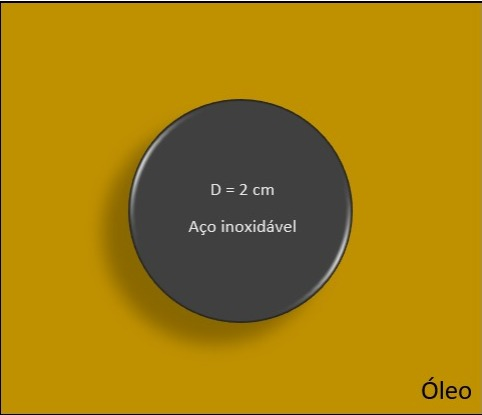 D = 2 cm
Aço inoxidável
Óleo